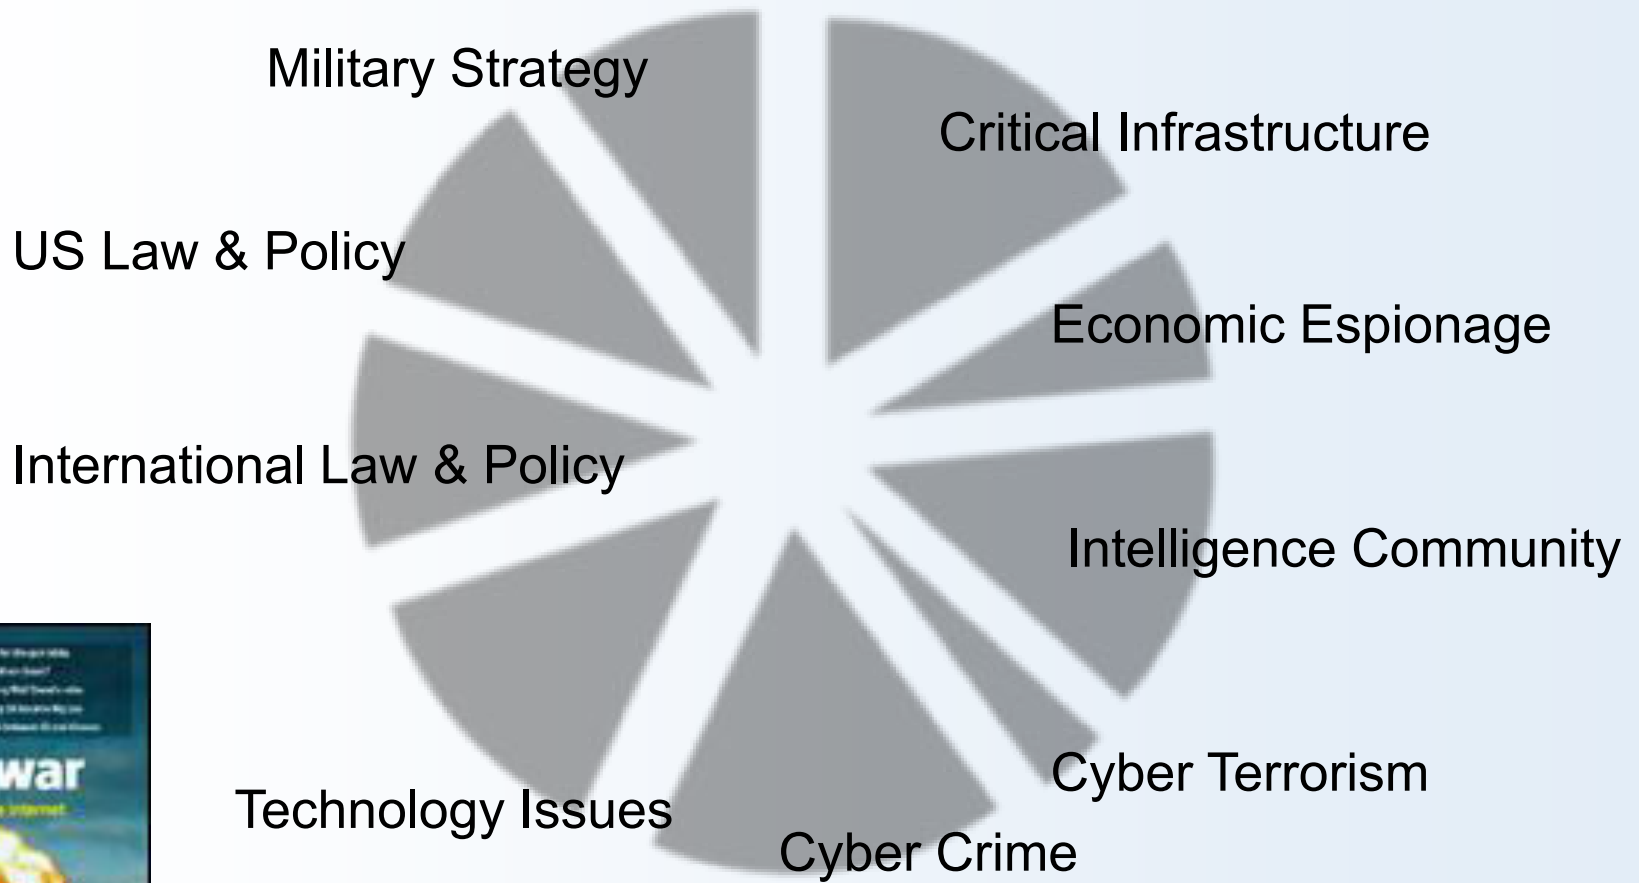 Military Strategy
Critical Infrastructure
US Law & Policy
Economic Espionage
International Law & Policy
Intelligence Community
war
internet
Technology Issues
Cyber Terrorism
Cyber Crime